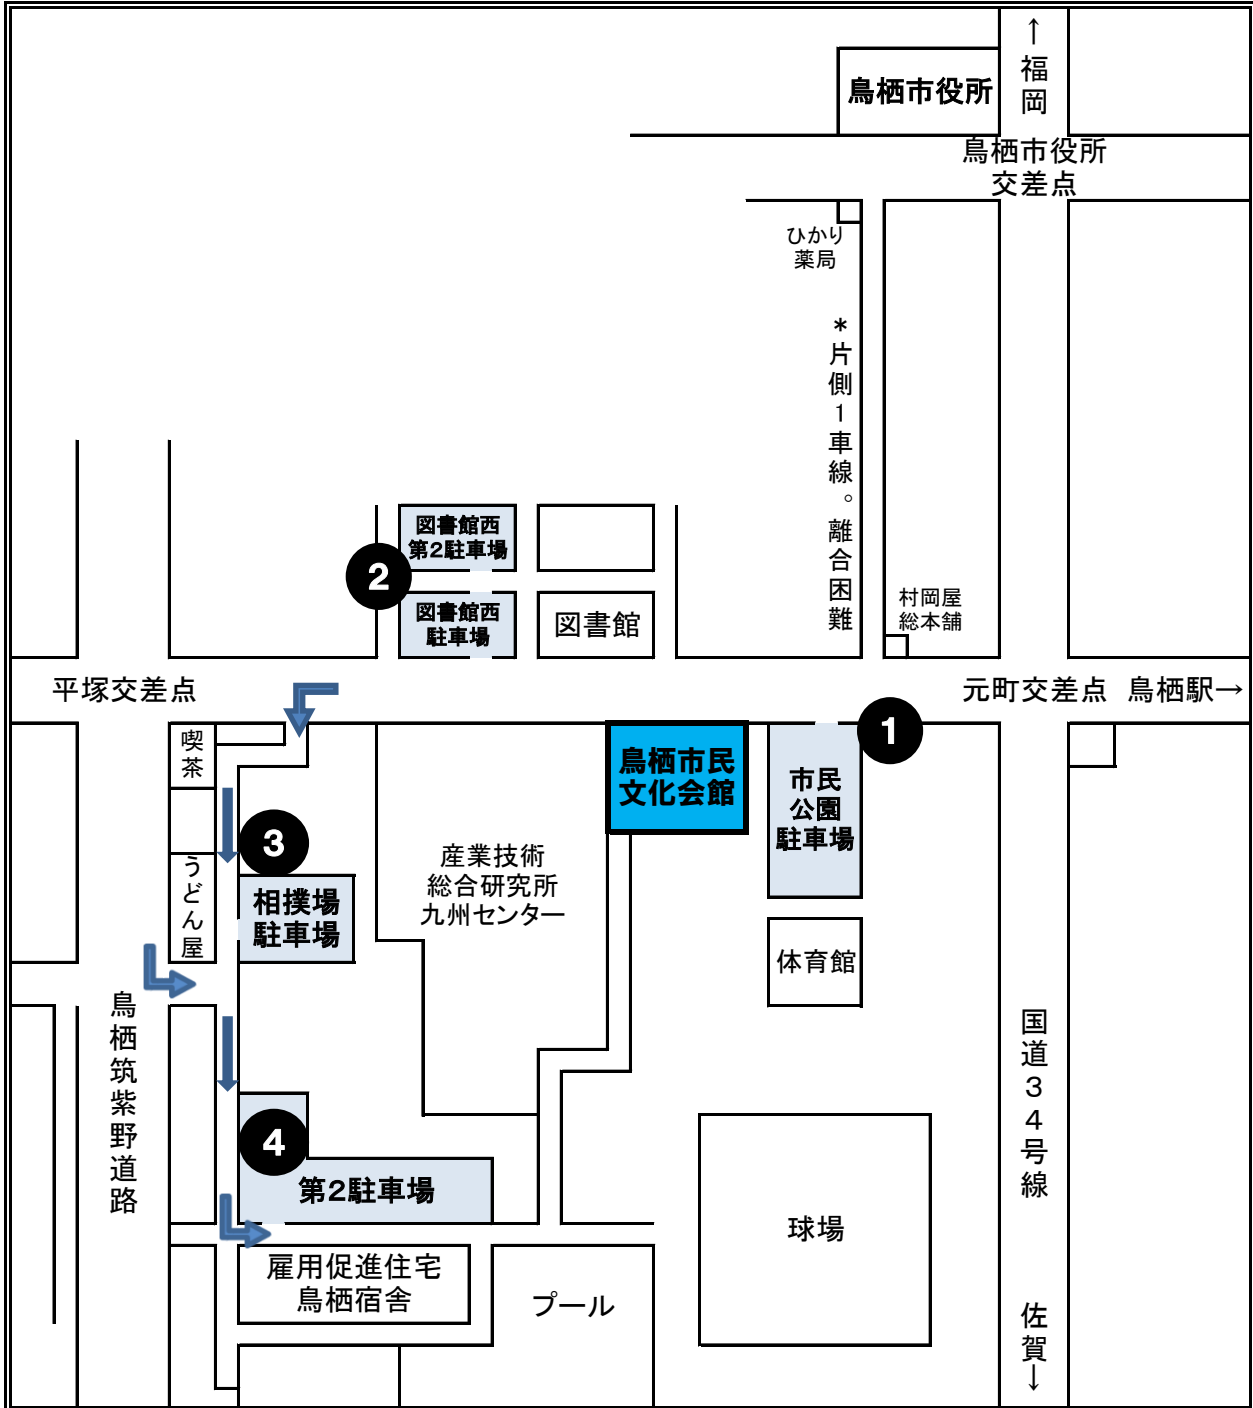 ↑
福
岡
鳥栖市役所
鳥栖市役所
交差点
ひかり
薬局
*片側1車線。離合困難
図書館西
第2駐車場
2
図書館西
駐車場
図書館
村岡屋
総本舗
平塚交差点
元町交差点 鳥栖駅→
1
喫
茶
鳥栖市民
文化会館
市民
公園
駐車場
3
産業技術
総合研究所
九州センター
うどん屋
相撲場
駐車場
体育館
鳥栖筑紫野道路
国道34号線
4
第2駐車場
球場
雇用促進住宅
鳥栖宿舎
プール
佐
賀
↓